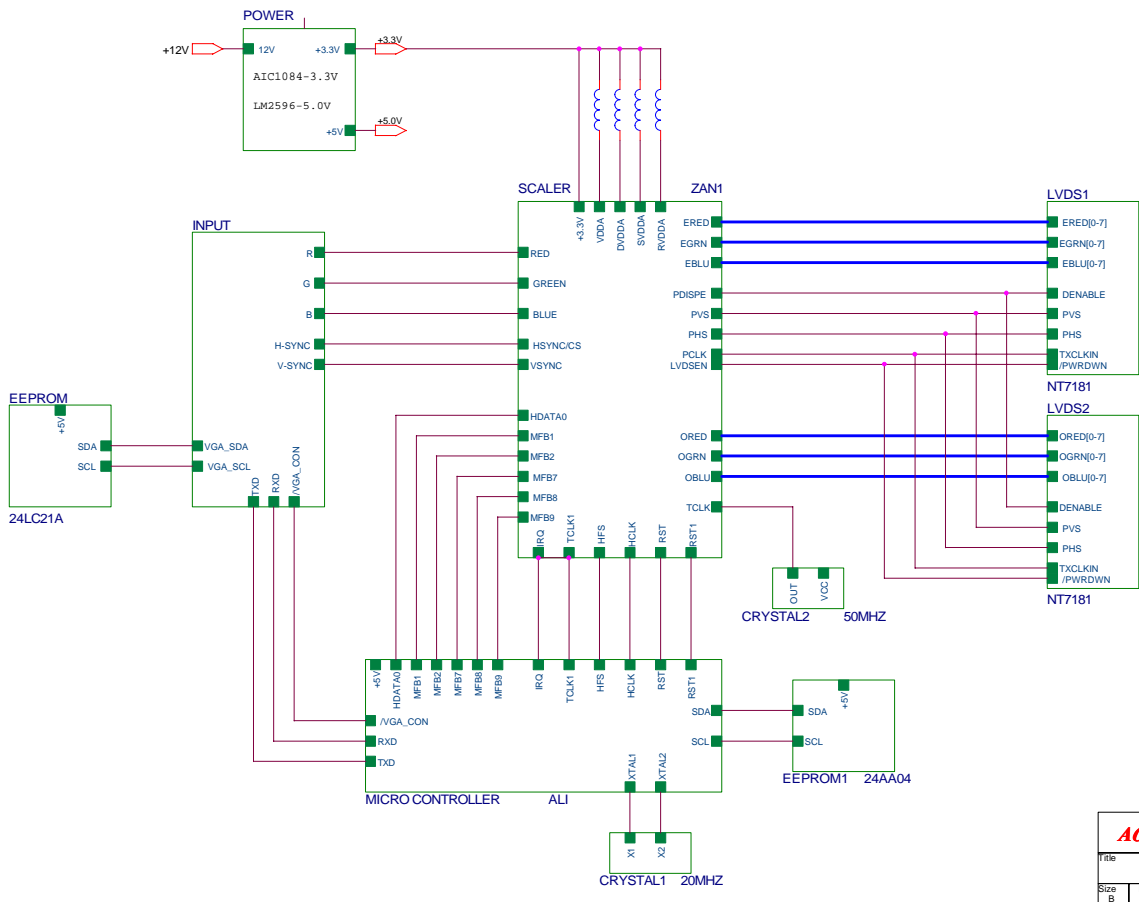 POWER
+12V
12V
+3.3V
+3.3V
AIC1084-3.3V
LM2596-5.0V
+5V
+5.0V
SCALER
ZAN1
+3.3V
VDDA
DVDDA
SVDDA
RVDDA
RED
GREEN
BLUE
HSYNC/CS
VSYNC
HDATA0
MFB1
MFB2
MFB7
MFB8
MFB9
ERED
EGRN
EBLU
PDISPE
PVS
PHS
PCLK
LVDSEN
ORED
OGRN
OBLU
TCLK
IRQ
TCLK1
HFS
HCLK
RST
RST1
INPUT
R
G
B
H-SYNC
V-SYNC
VGA_SDA
VGA_SCL
TXD
RXD
/VGA_CON
EEPROM
+5V
SDA
SCL
24LC21A
LVDS1
ERED[0-7]
EGRN[0-7]
EBLU[0-7]
DENABLE
PVS
PHS
TXCLKIN
/PWRDWN
NT7181
LVDS2
ORED[0-7]
OGRN[0-7]
OBLU[0-7]
DENABLE
PVS
PHS
TXCLKIN
/PWRDWN
NT7181
OUT
VCC
CRYSTAL2
50MHZ
+5V
HDATA0
MFB1
MFB2
MFB7
MFB8
MFB9
IRQ
TCLK1
HFS
HCLK
RST
RST1
/VGA_CON
RXD
TXD
SDA
SCL
XTAL1
XTAL2
MICRO CONTROLLER
ALI
+5V
SDA
SCL
EEPROM1
24AA04
X1
X2
CRYSTAL1
20MHZ
Title
Size
B